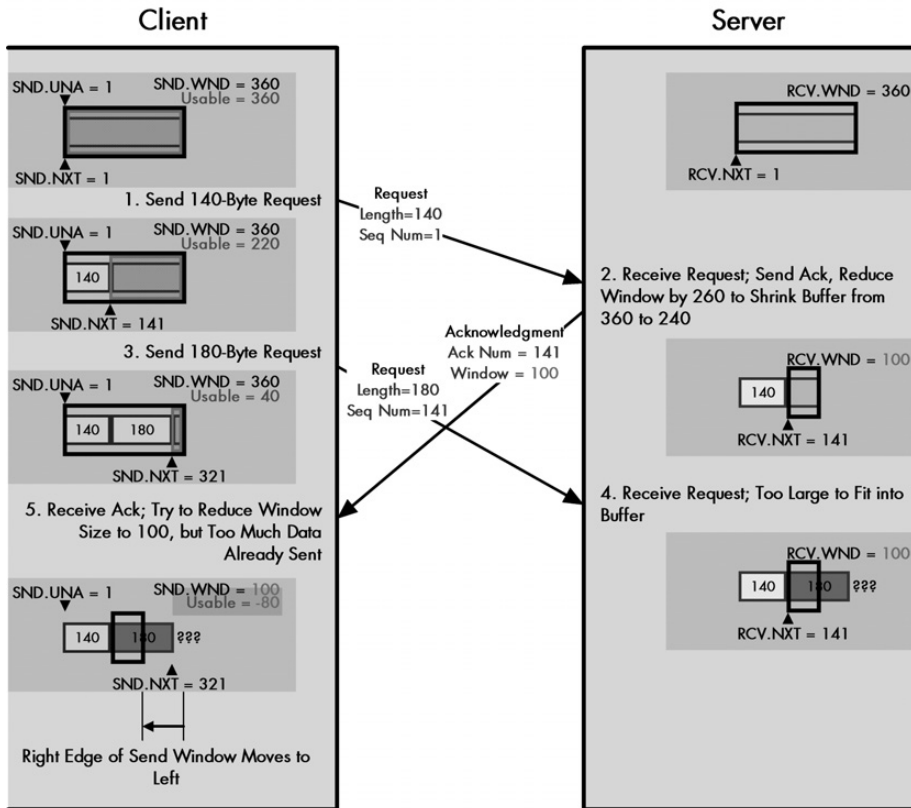 Client
Server
SND.UNA = 1
SND.WND = 360
Usable = 360
SND.NXT = 1
RCV.WND = 360
RCV.NXT = 1
1. Send 140-Byte Request
Request
Length=140
Seq Num=1
SND.UNA = 1
SND.WND = 360
Usable = 220
140
SND.NXT = 141
2. Receive Request; Send Ack, Reduce
Window by 260 to Shrink Buffer from
360 to 240
Acknowledgment
Ack Num = 141
Window = 100
3. Send 180-Byte Request
Request
Length=180
Seq Num=141
RCV.WND = 100
140
RCV.NXT = 141
SND.UNA = 1
SND.WND = 360
Usable = 40
140
180
SND.NXT = 321
4. Receive Request; Too Large to Fit into
Buffer
5. Receive Ack; Try to Reduce Window
Size to 100, but Too Much Data
Already Sent
RCV.WND = 100
140
180
???
RCV.NXT = 141
SND.UNA = 1
SND.WND = 100
Usable = -80
140
180
???
SND.NXT = 321
Right Edge of Send Window Moves to
Left